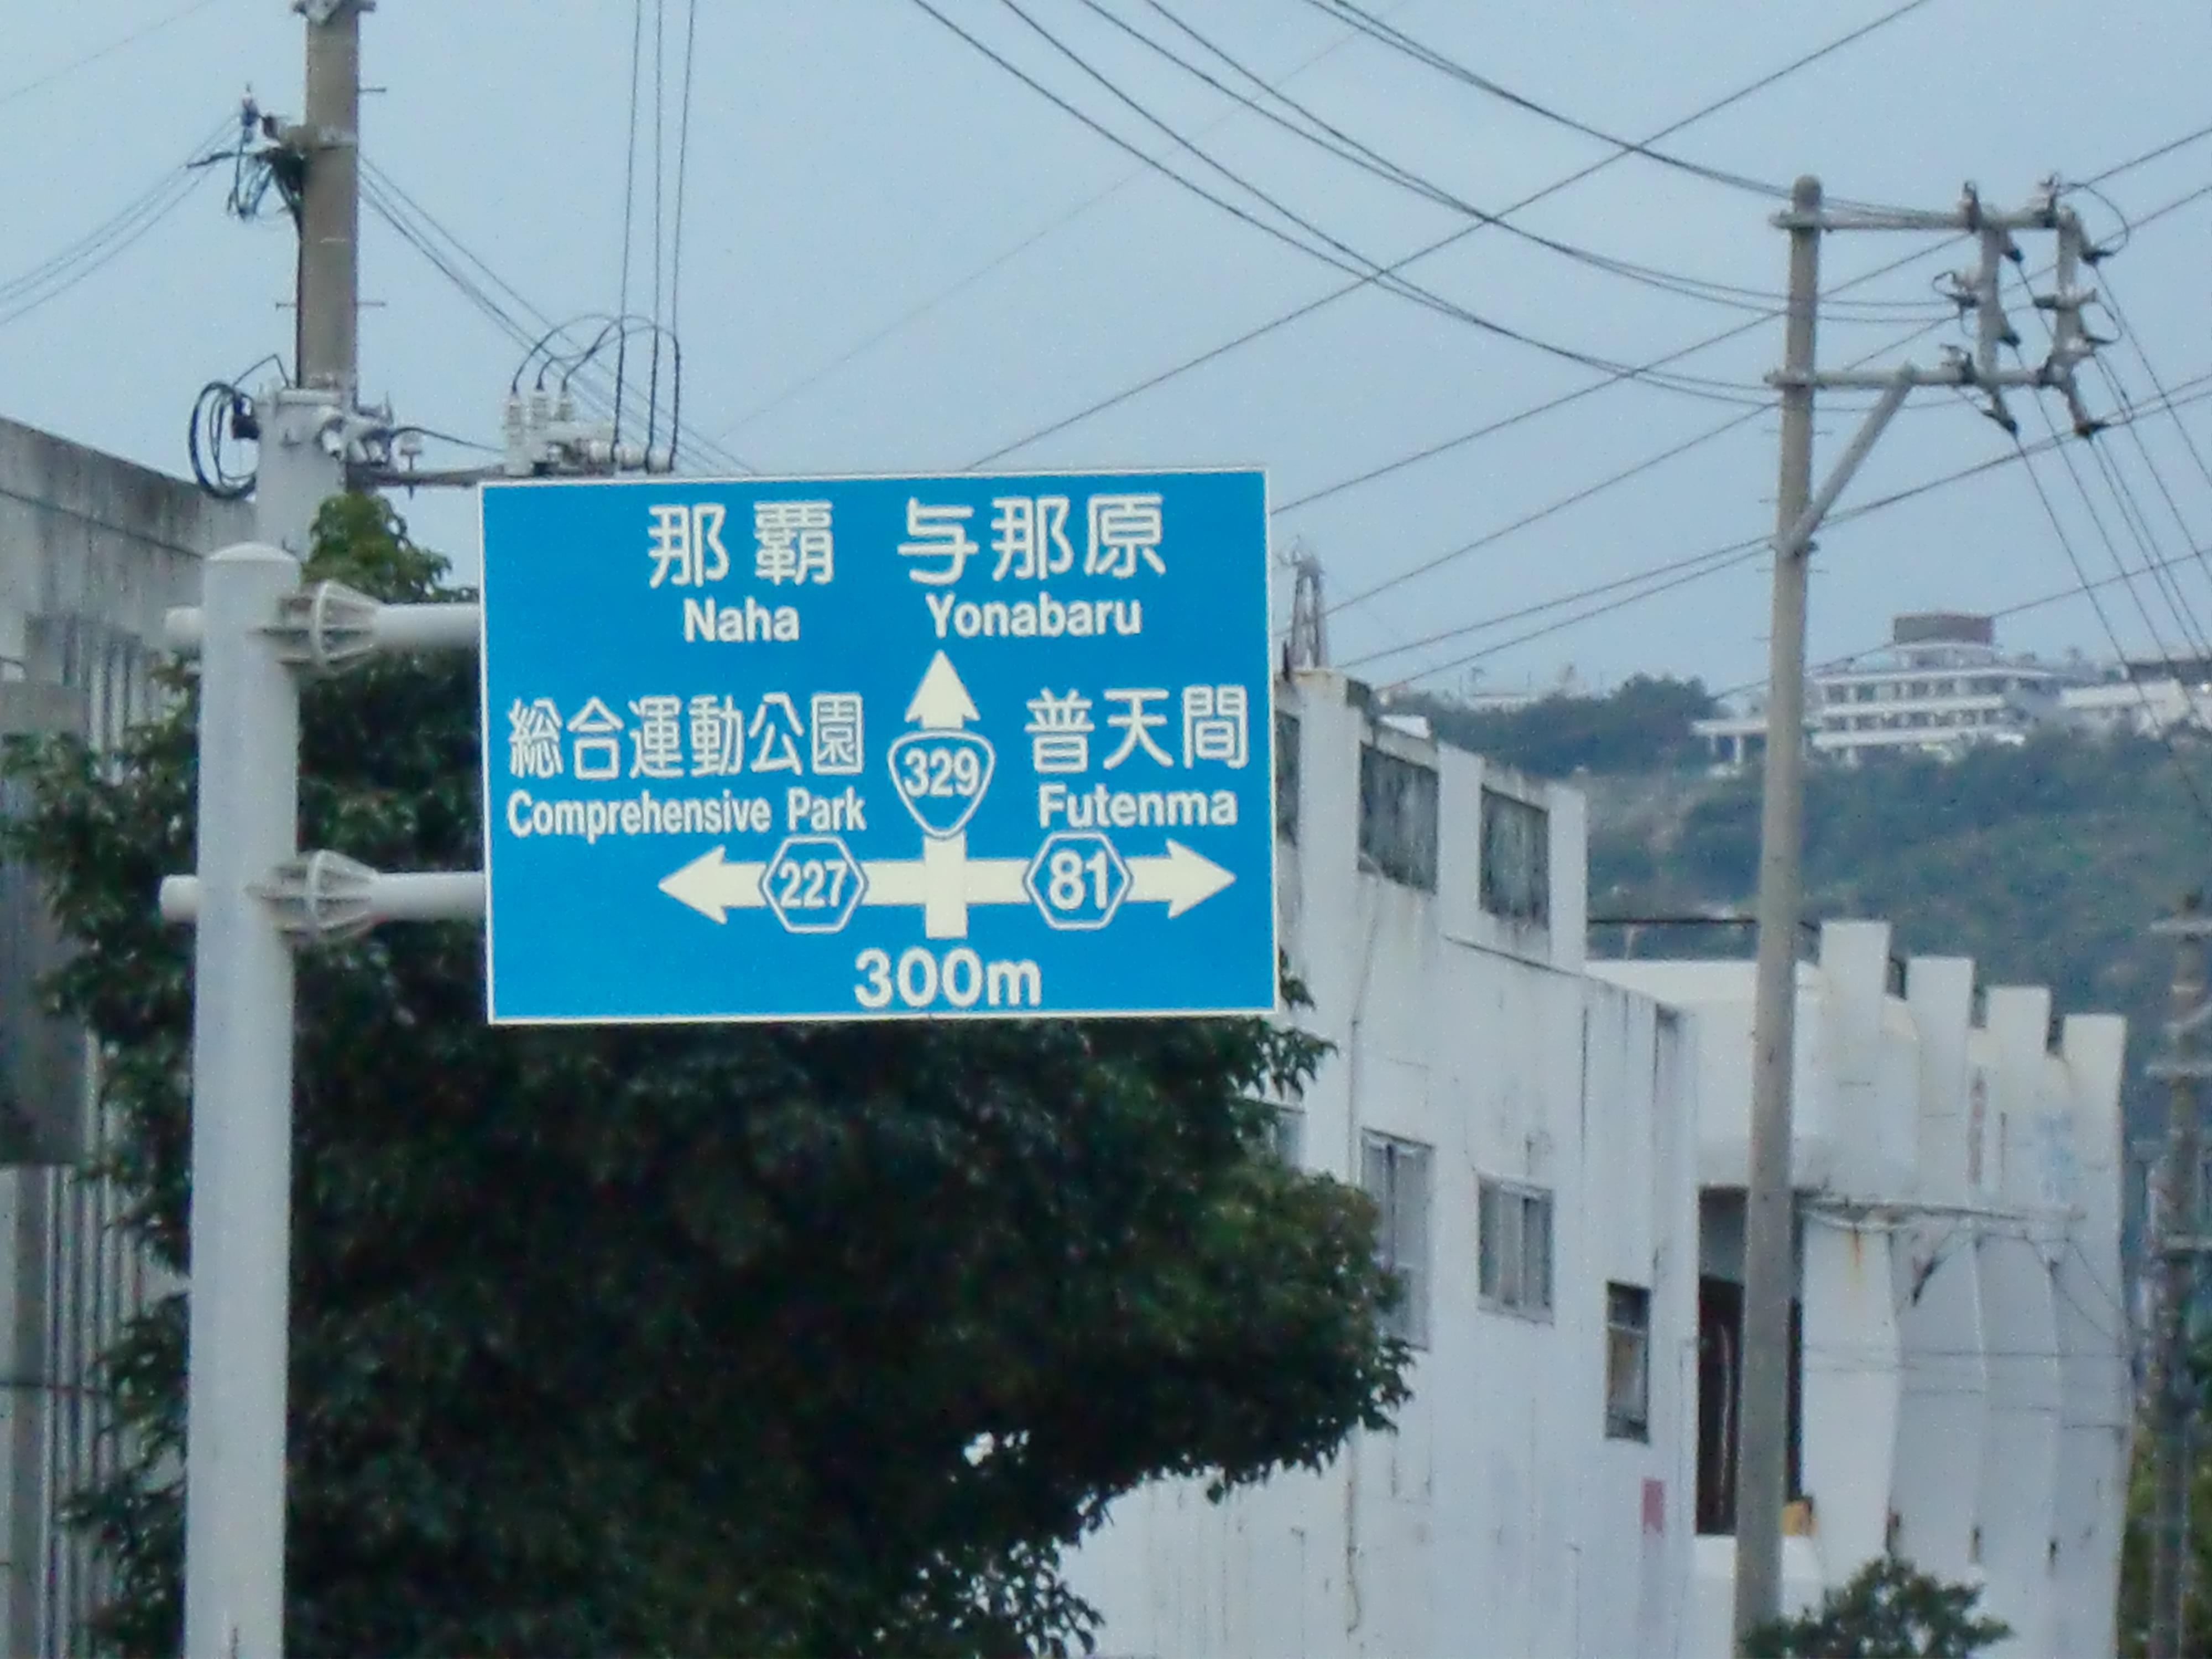 那覇 与那原
Naha Yonabaru
総合運動公園
Comprehensive Park
329
普天間
Futenma
227
81
300m